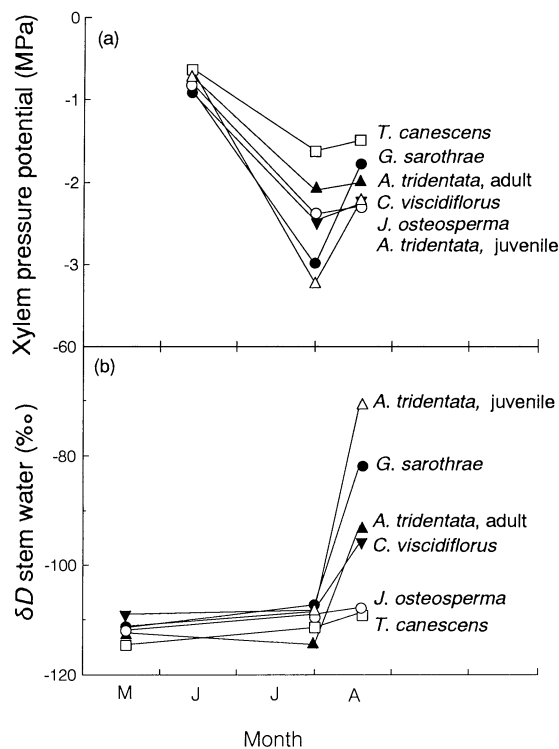 0
(a)
-1
-2
-3
Xylem pressure potential (MPa)
T. canescens
G. sarothrae
A. tridentata, adult
C. viscidiflorus
J. osteosperma
A. tridentata, juvenile
-60
(b)
-80
-100
-120
δD stem water (‰)
A. tridentata, juvenile
G. sarothrae
A. tridentata, adult
C. viscidiflorus
J. osteosperma
T. canescens
M J J A
Month